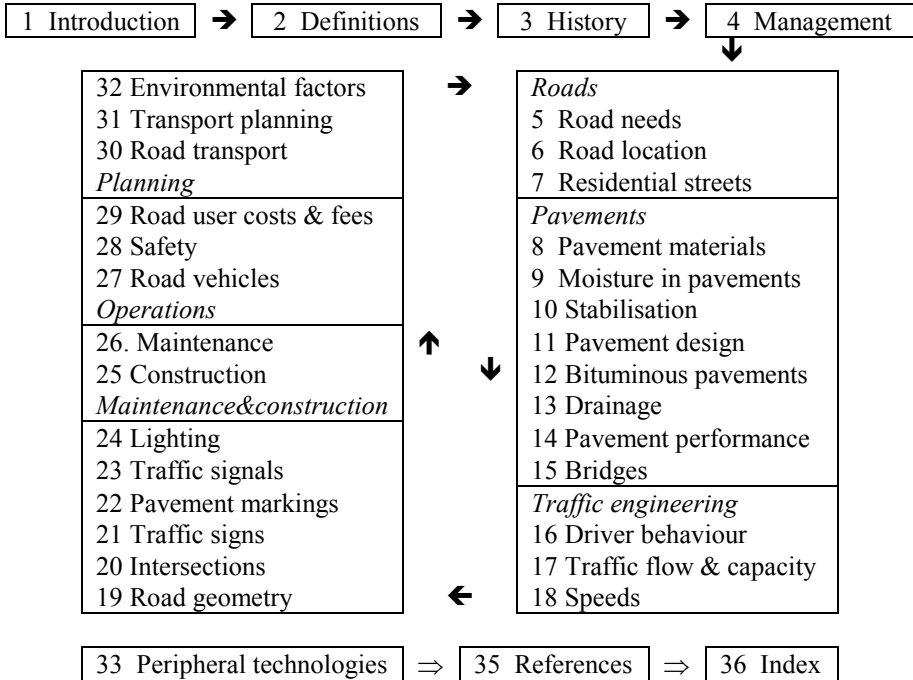 1 Introduction → 2 Definitions → 3 History → 4 Management
↓
32 Environmental factors
31 Transport planning
30 Road transport
Planning
29 Road user costs & fees
28 Safety
27 Road vehicles
Operations
26. Maintenance
25 Construction
Maintenance&construction
24 Lighting
23 Traffic signals
22 Pavement markings
21 Traffic signs
20 Intersections
19 Road geometry
→
↑
↓
←
Roads
5 Road needs
6 Road location
7 Residential streets
Pavements
8 Pavement materials
9 Moisture in pavements
10 Stabilisation
11 Pavement design
12 Bituminous pavements
13 Drainage
14 Pavement performance
15 Bridges
Traffic engineering
16 Driver behaviour
17 Traffic flow & capacity
18 Speeds
33 Peripheral technologies ⇒ 35 References ⇒ 36 Index